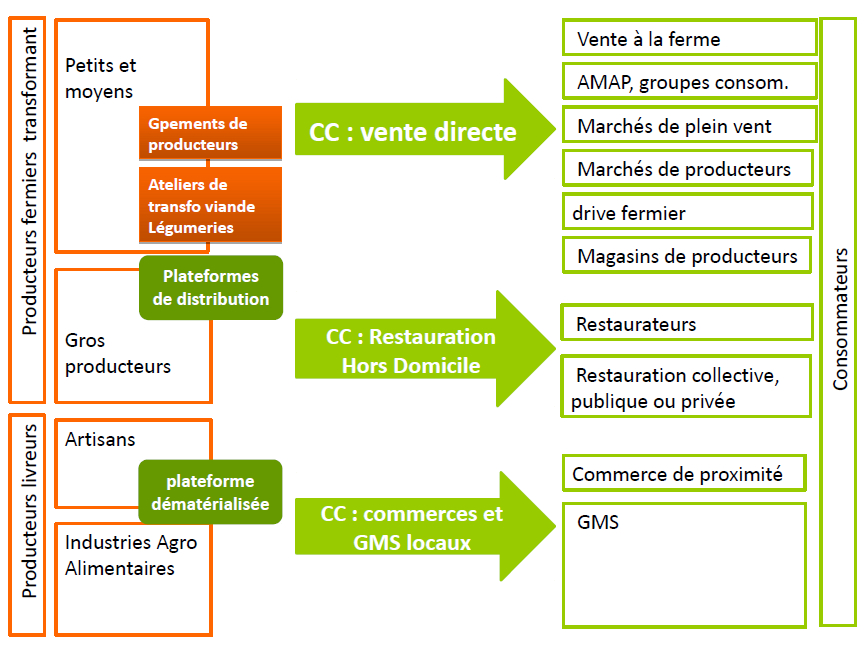 Producteurs fermiers transformant
Petits et
moyens
Gpements de
producteurs
Ateliers de
transfo viande
Légumeries
Plateformes
de distribution
Gros
producteurs
Producteurs livreurs
Artisans
plateforme
dématérialisée
Industries Agro
Alimentaires
CC : vente directe
CC : Restauration
Hors Domicile
CC : commerces et
GMS locaux
Vente à la ferme
AMAP, groupes consom.
Marchés de plein vent
Marchés de producteurs
drive fermier
Magasins de producteurs
Restaurateurs
Restauration collective,
publique ou privée
Commerce de proximité
GMS
Consommateurs